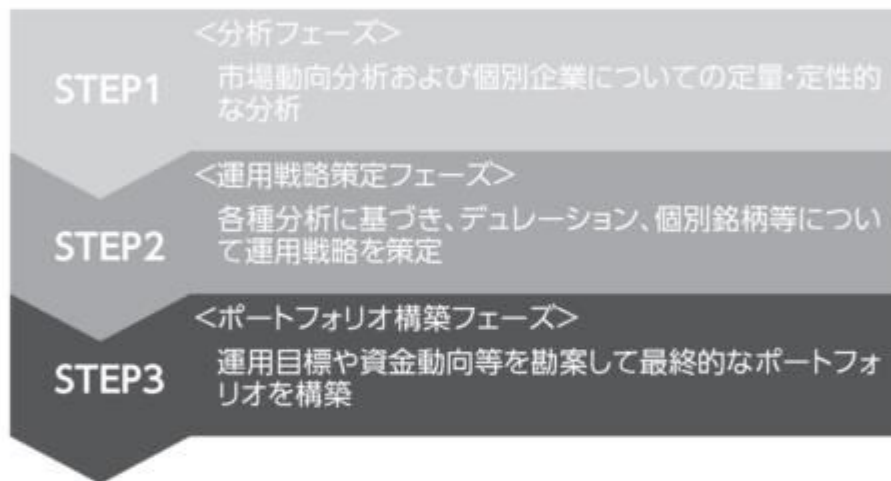 <分析フェーズ>
STEP1
市場動向分析および個別企業についての定量・定性的
な分析
<運用戦略策定フェーズ>
STEP2
各種分析に基づき、デュレーション、個別銘柄等につい
て運用戦略を策定
<ポートフォリオ構築フェーズ>
STEP3
運用目標や資金動向等を勘案して最終的なポートフォ
リオを構築